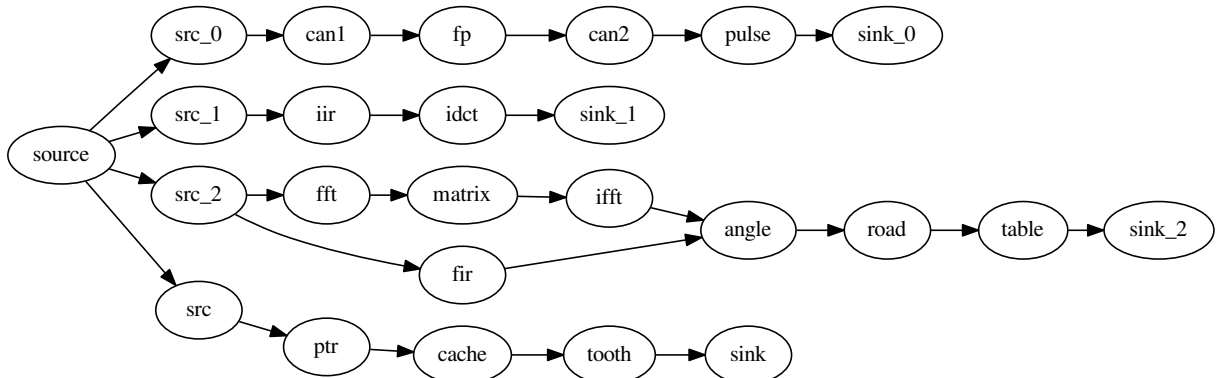 src_0
can1
fp
can2
pulse
sink_0
src_1
iir
idct
sink_1
source
src_2
fft
matrix
ifft
angle
road
table
sink_2
fir
src
ptr
cache
tooth
sink